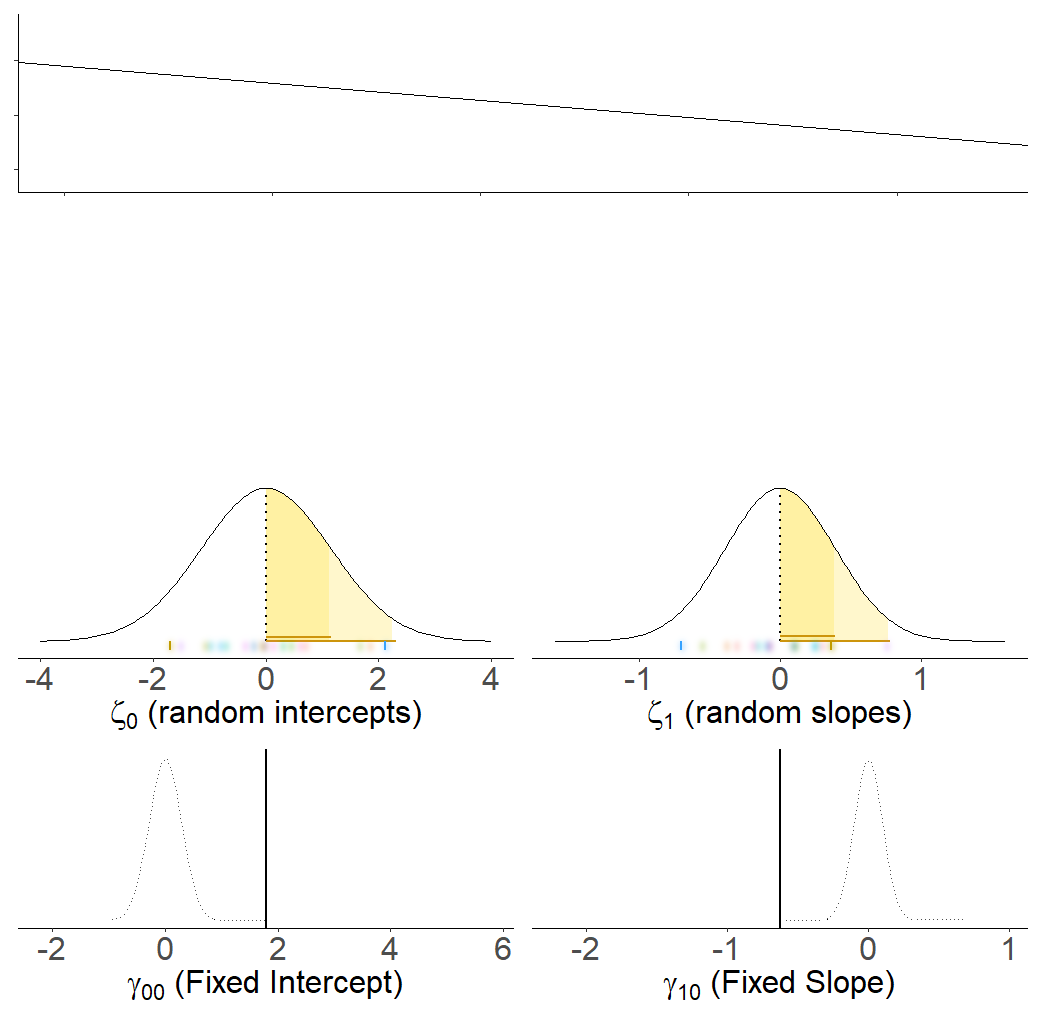 -4 -2 0 2 4
ζ0 (random intercepts)
-1 0 1
ζ1 (random slopes)
-2 0 2 4 6
γ00 (Fixed Intercept)
-2 -1 0 1
γ10 (Fixed Slope)